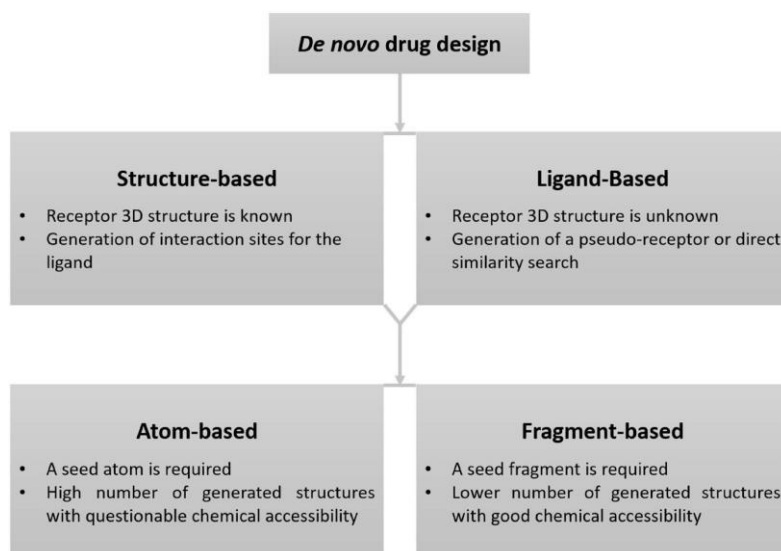 De novo drug design
Structure-based
• Receptor 3D structure is known
• Generation of interaction sites for the
ligand
Ligand-Based
• Receptor 3D structure is unknown
• Generation of a pseudo-receptor or direct
similarity search
Atom-based
• A seed atom is required
• High number of generated structures
with questionable chemical accessibility
Fragment-based
• A seed fragment is required
• Lower number of generated structures
with good chemical accessibility